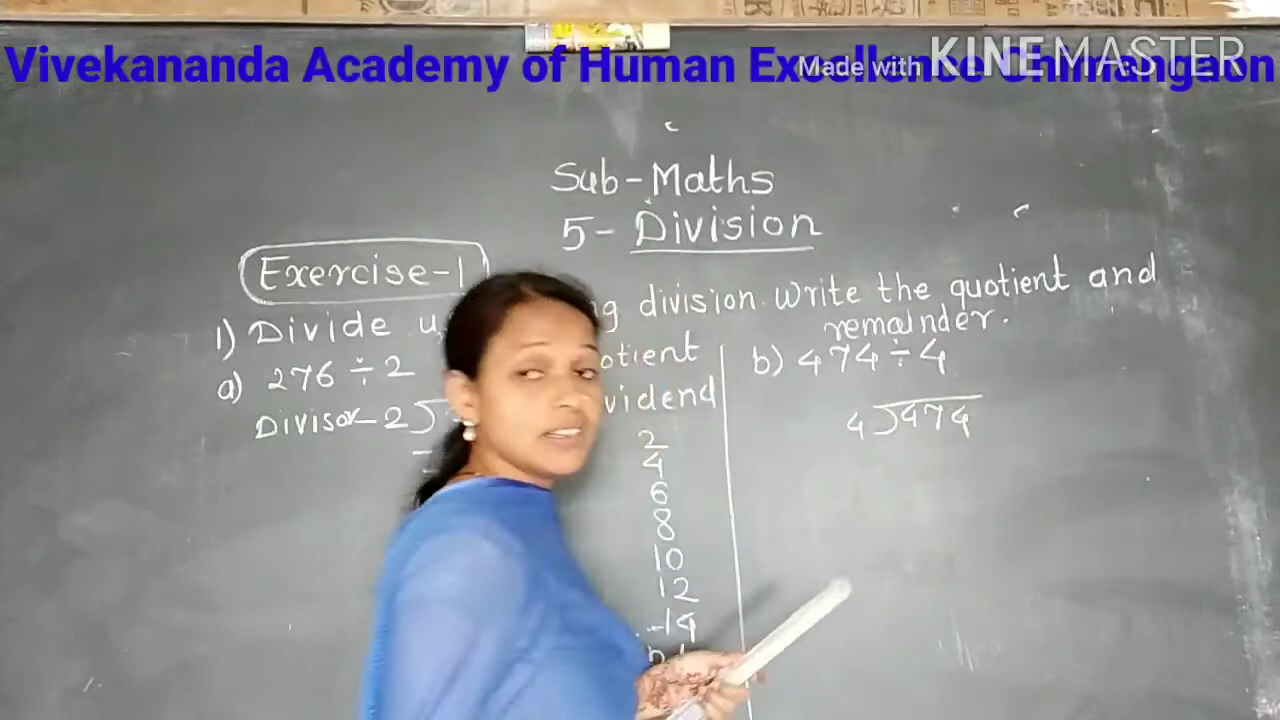 Vivekananda Academy of Human Excellence Chimangaon
Made with KINEMASTER
Sub-Maths
5- Division
Exercise-1
1) Divide u ng division. Write the quotient and
remainder.
a) 276 ÷ 2 otient
Divisor-2 vidend
2
4
6
8
10
12
14
b) 474 ÷ 4
4 474